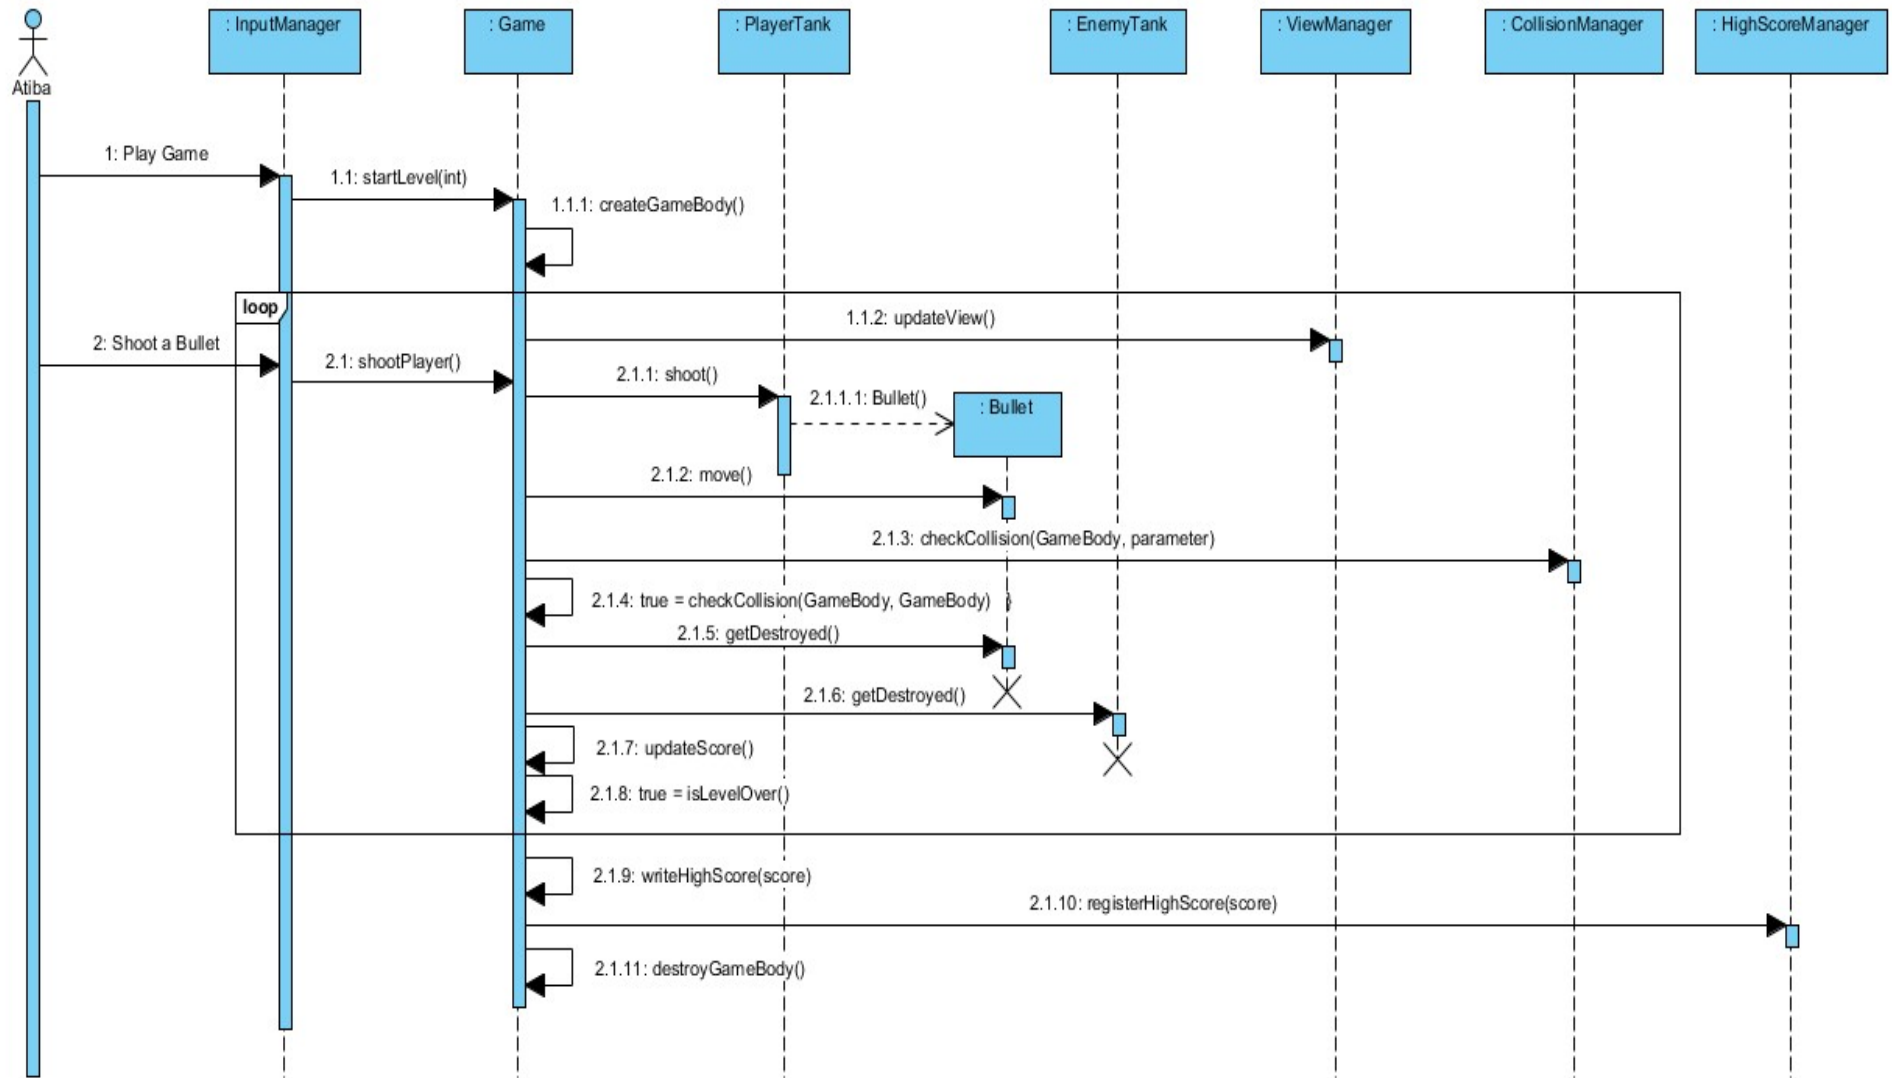 : InputManager
: Game
: PlayerTank
: EnemyTank
: ViewManager
: CollisionManager
: HighScoreManager
Atiba
1: Play Game
1.1: startLevel(int)
1.1.1: createGameBody()
loop
1.1.2: updateView()
2: Shoot a Bullet
2.1: shootPlayer()
2.1.1: shoot()
2.1.1.1: Bullet()
: Bullet
2.1.2: move()
2.1.3: checkCollision(GameBody, parameter)
2.1.4: true = checkCollision(GameBody, GameBody) }
2.1.5: getDestroyed()
2.1.6: getDestroyed()
2.1.7: updateScore()
2.1.8: true = isLevelOver()
2.1.9: writeHighScore(score)
2.1.10: registerHighScore(score)
2.1.11: destroyGameBody()